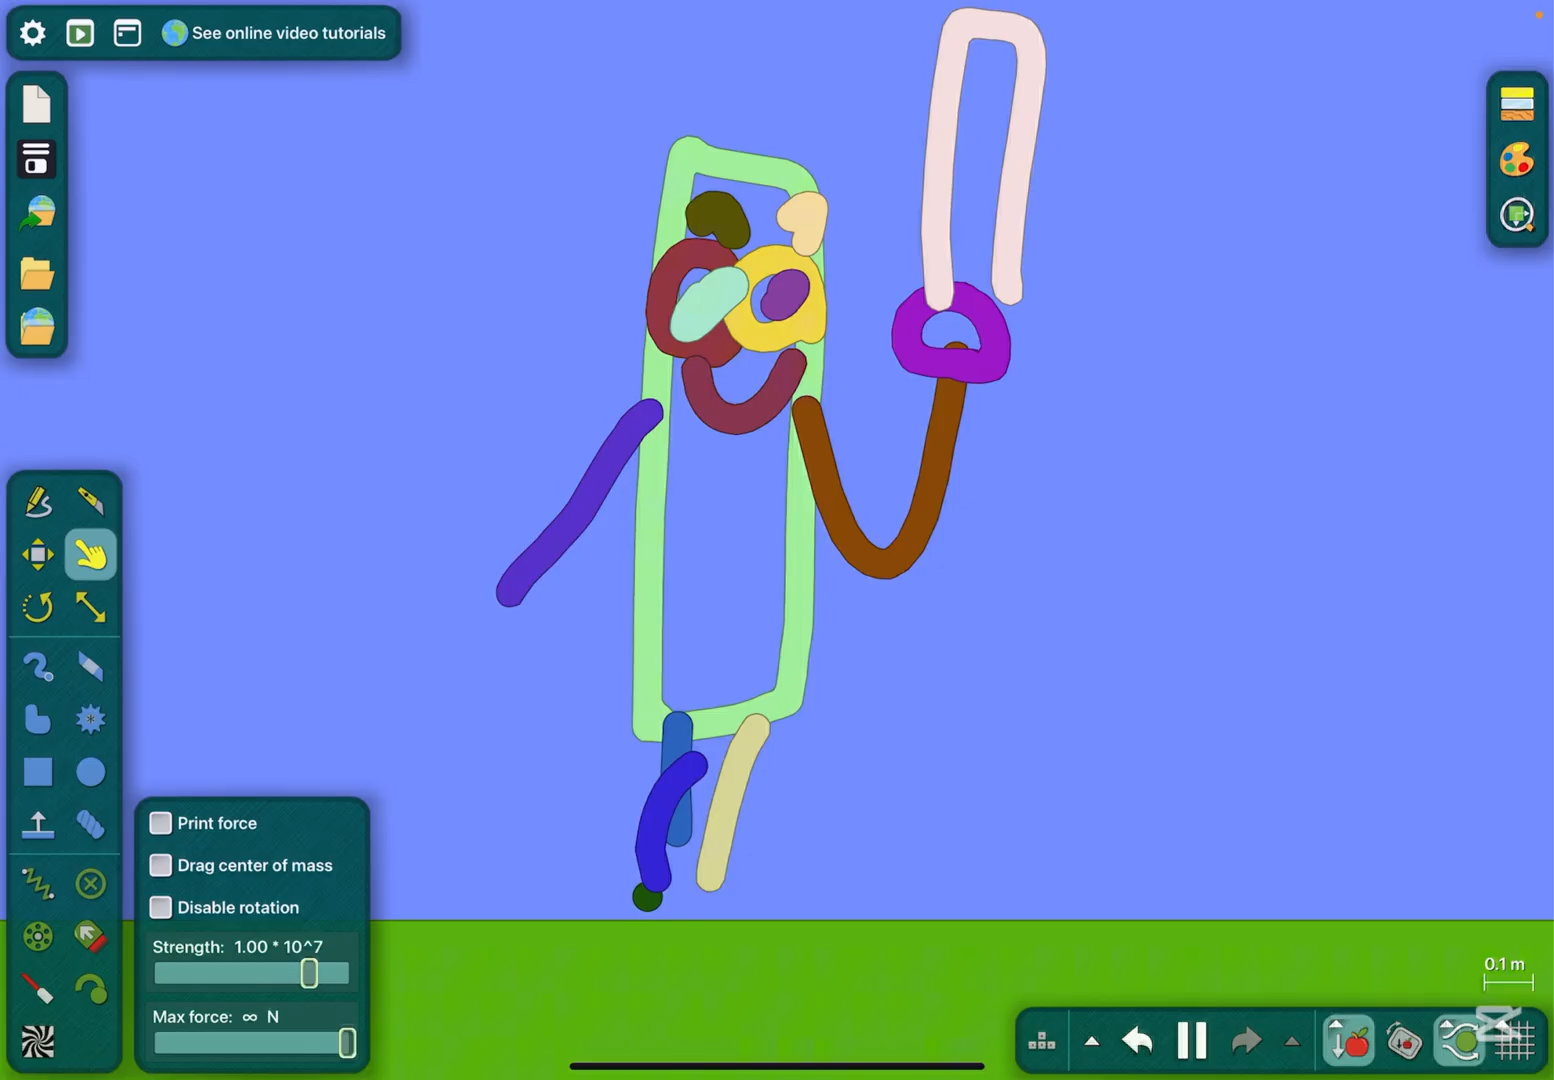 See online video tutorials
Print force
Drag center of mass
Disable rotation
Strength: 1.00 * 10^7
Max force: ∞ N
0.1 m